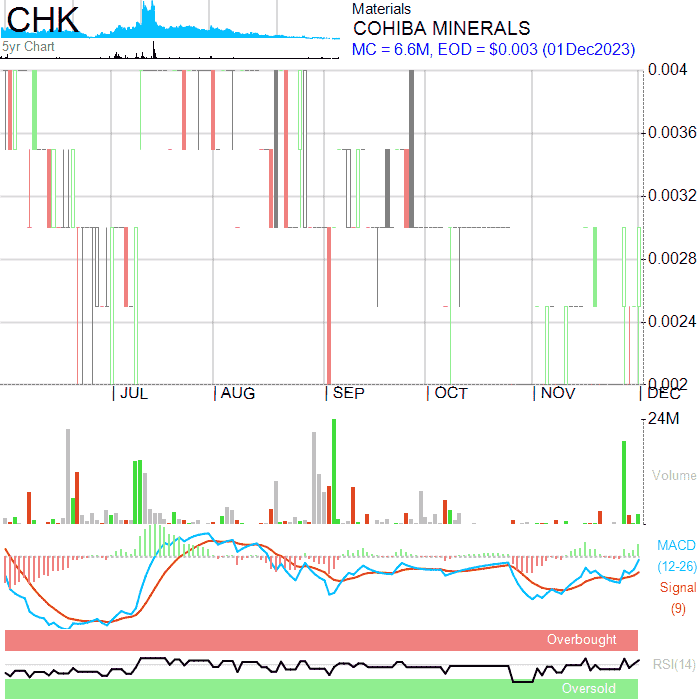 CHK
5yr Chart
Materials
COHIBA MINERALS
MC = 6.6M, EOD = $0.003 (01Dec2023)
0.004
0.0036
0.0032
0.0028
0.0024
0.002
JUL AUG SEP OCT NOV DEC
24M
Volume
MACD
(12-26)
Signal
(9)
Overbought
RSI(14)
Oversold